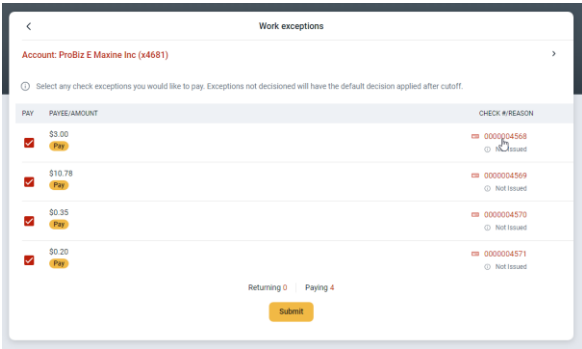 Work exceptions
Account: ProBiz E Maxine Inc (x4681)
Select any check exceptions you would like to pay. Exceptions not decisioned will have the default decision applied after cutoff.
PAY PAYEE/AMOUNT CHECK #/REASON
$3.00 0000004568
Pay Not Issued
$10.78 0000004569
Pay Not Issued
$0.35 0000004570
Pay Not Issued
$0.20 0000004571
Pay Not Issued
Returning 0 Paying 4
Submit